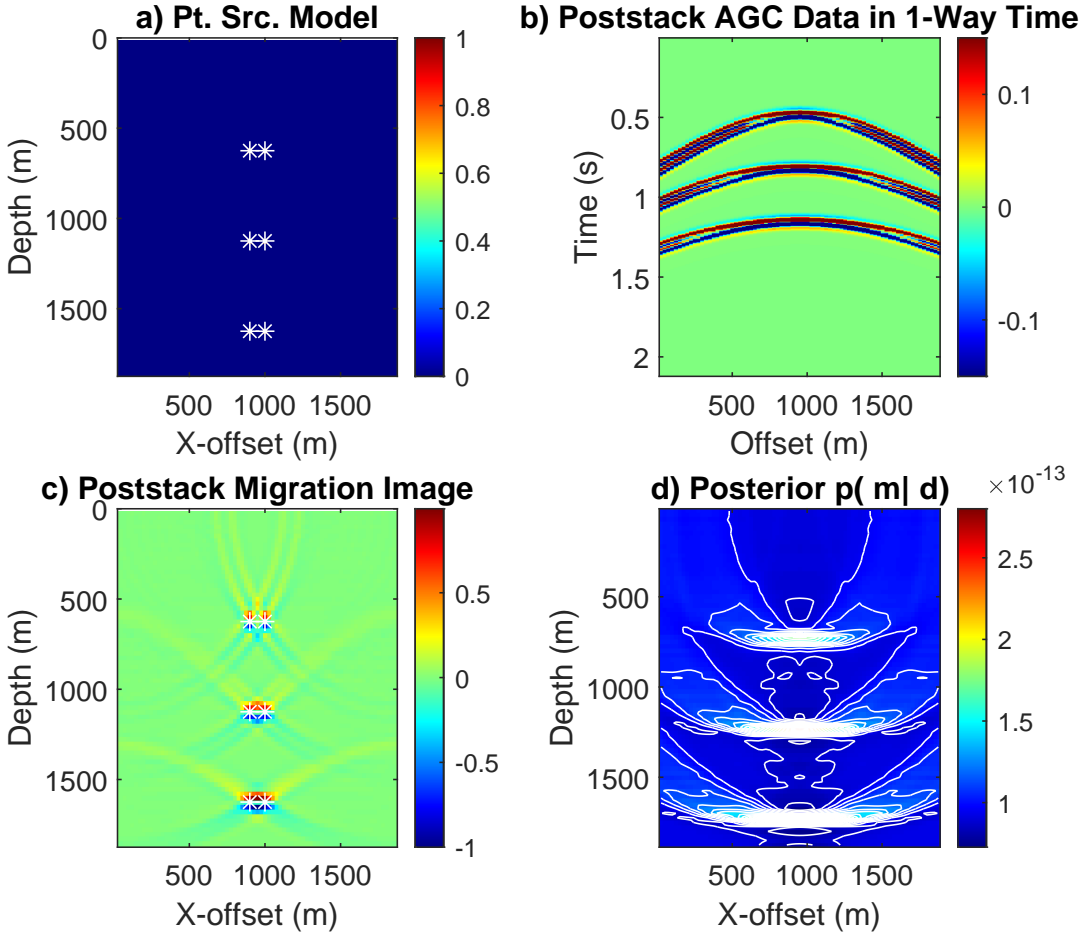 a) Pt. Src. Model
0
500
1000
1500
Depth (m)
500 1000 1500
X-offset (m)
1
0.8
0.6
0.4
0.2
0
b) Poststack AGC Data in 1-Way Time
0.5
1
1.5
2
Time (s)
500 1000 1500
Offset (m)
0.1
0
-0.1
c) Poststack Migration Image
0
500
1000
1500
Depth (m)
500 1000 1500
X-offset (m)
0.5
0
-0.5
-1
d) Posterior p( m| d)
×10-13
500
1000
1500
Depth (m)
500 1000 1500
X-offset (m)
2.5
2
1.5
1